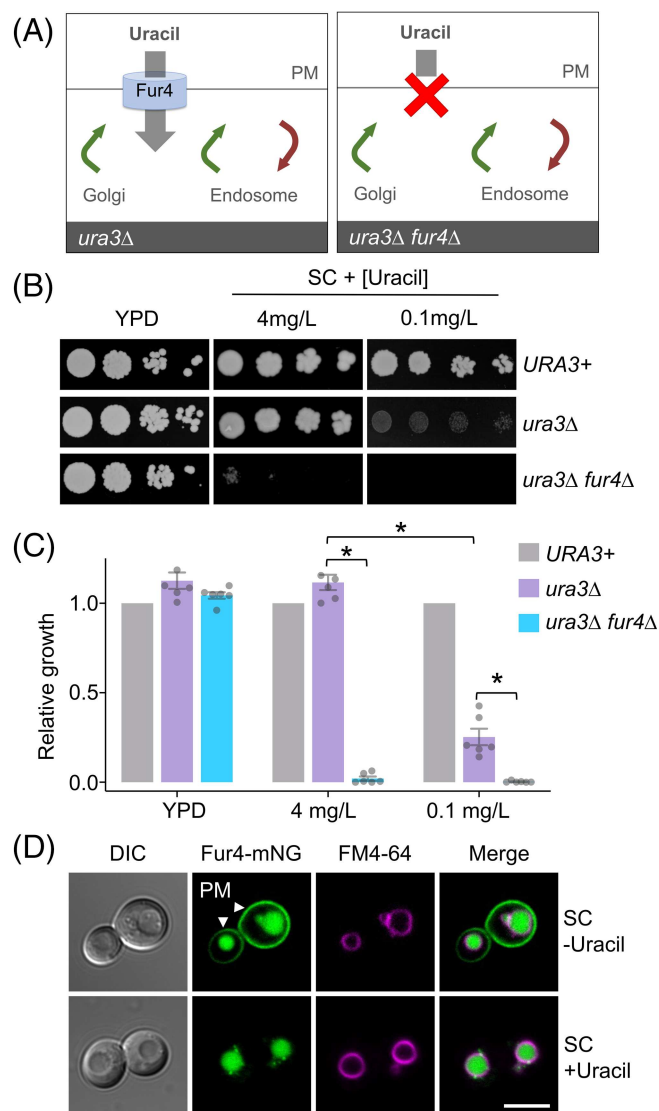 (A)
Uracil
PM
Fur4
Golgi
Endosome
ura3Δ
Uracil
PM
Golgi
Endosome
ura3Δ fur4Δ
(B)
SC + [Uracil]
YPD
4mg/L
0.1mg/L
URA3+
ura3Δ
ura3Δ fur4Δ
(C)
Relative growth
1.0
0.5
0.0
*
*
*
URA3+
ura3Δ
ura3Δ fur4Δ
YPD
4 mg/L
0.1 mg/L
(D)
DIC
Fur4-mNG
FM4-64
Merge
PM
SC
-Uracil
SC
+Uracil